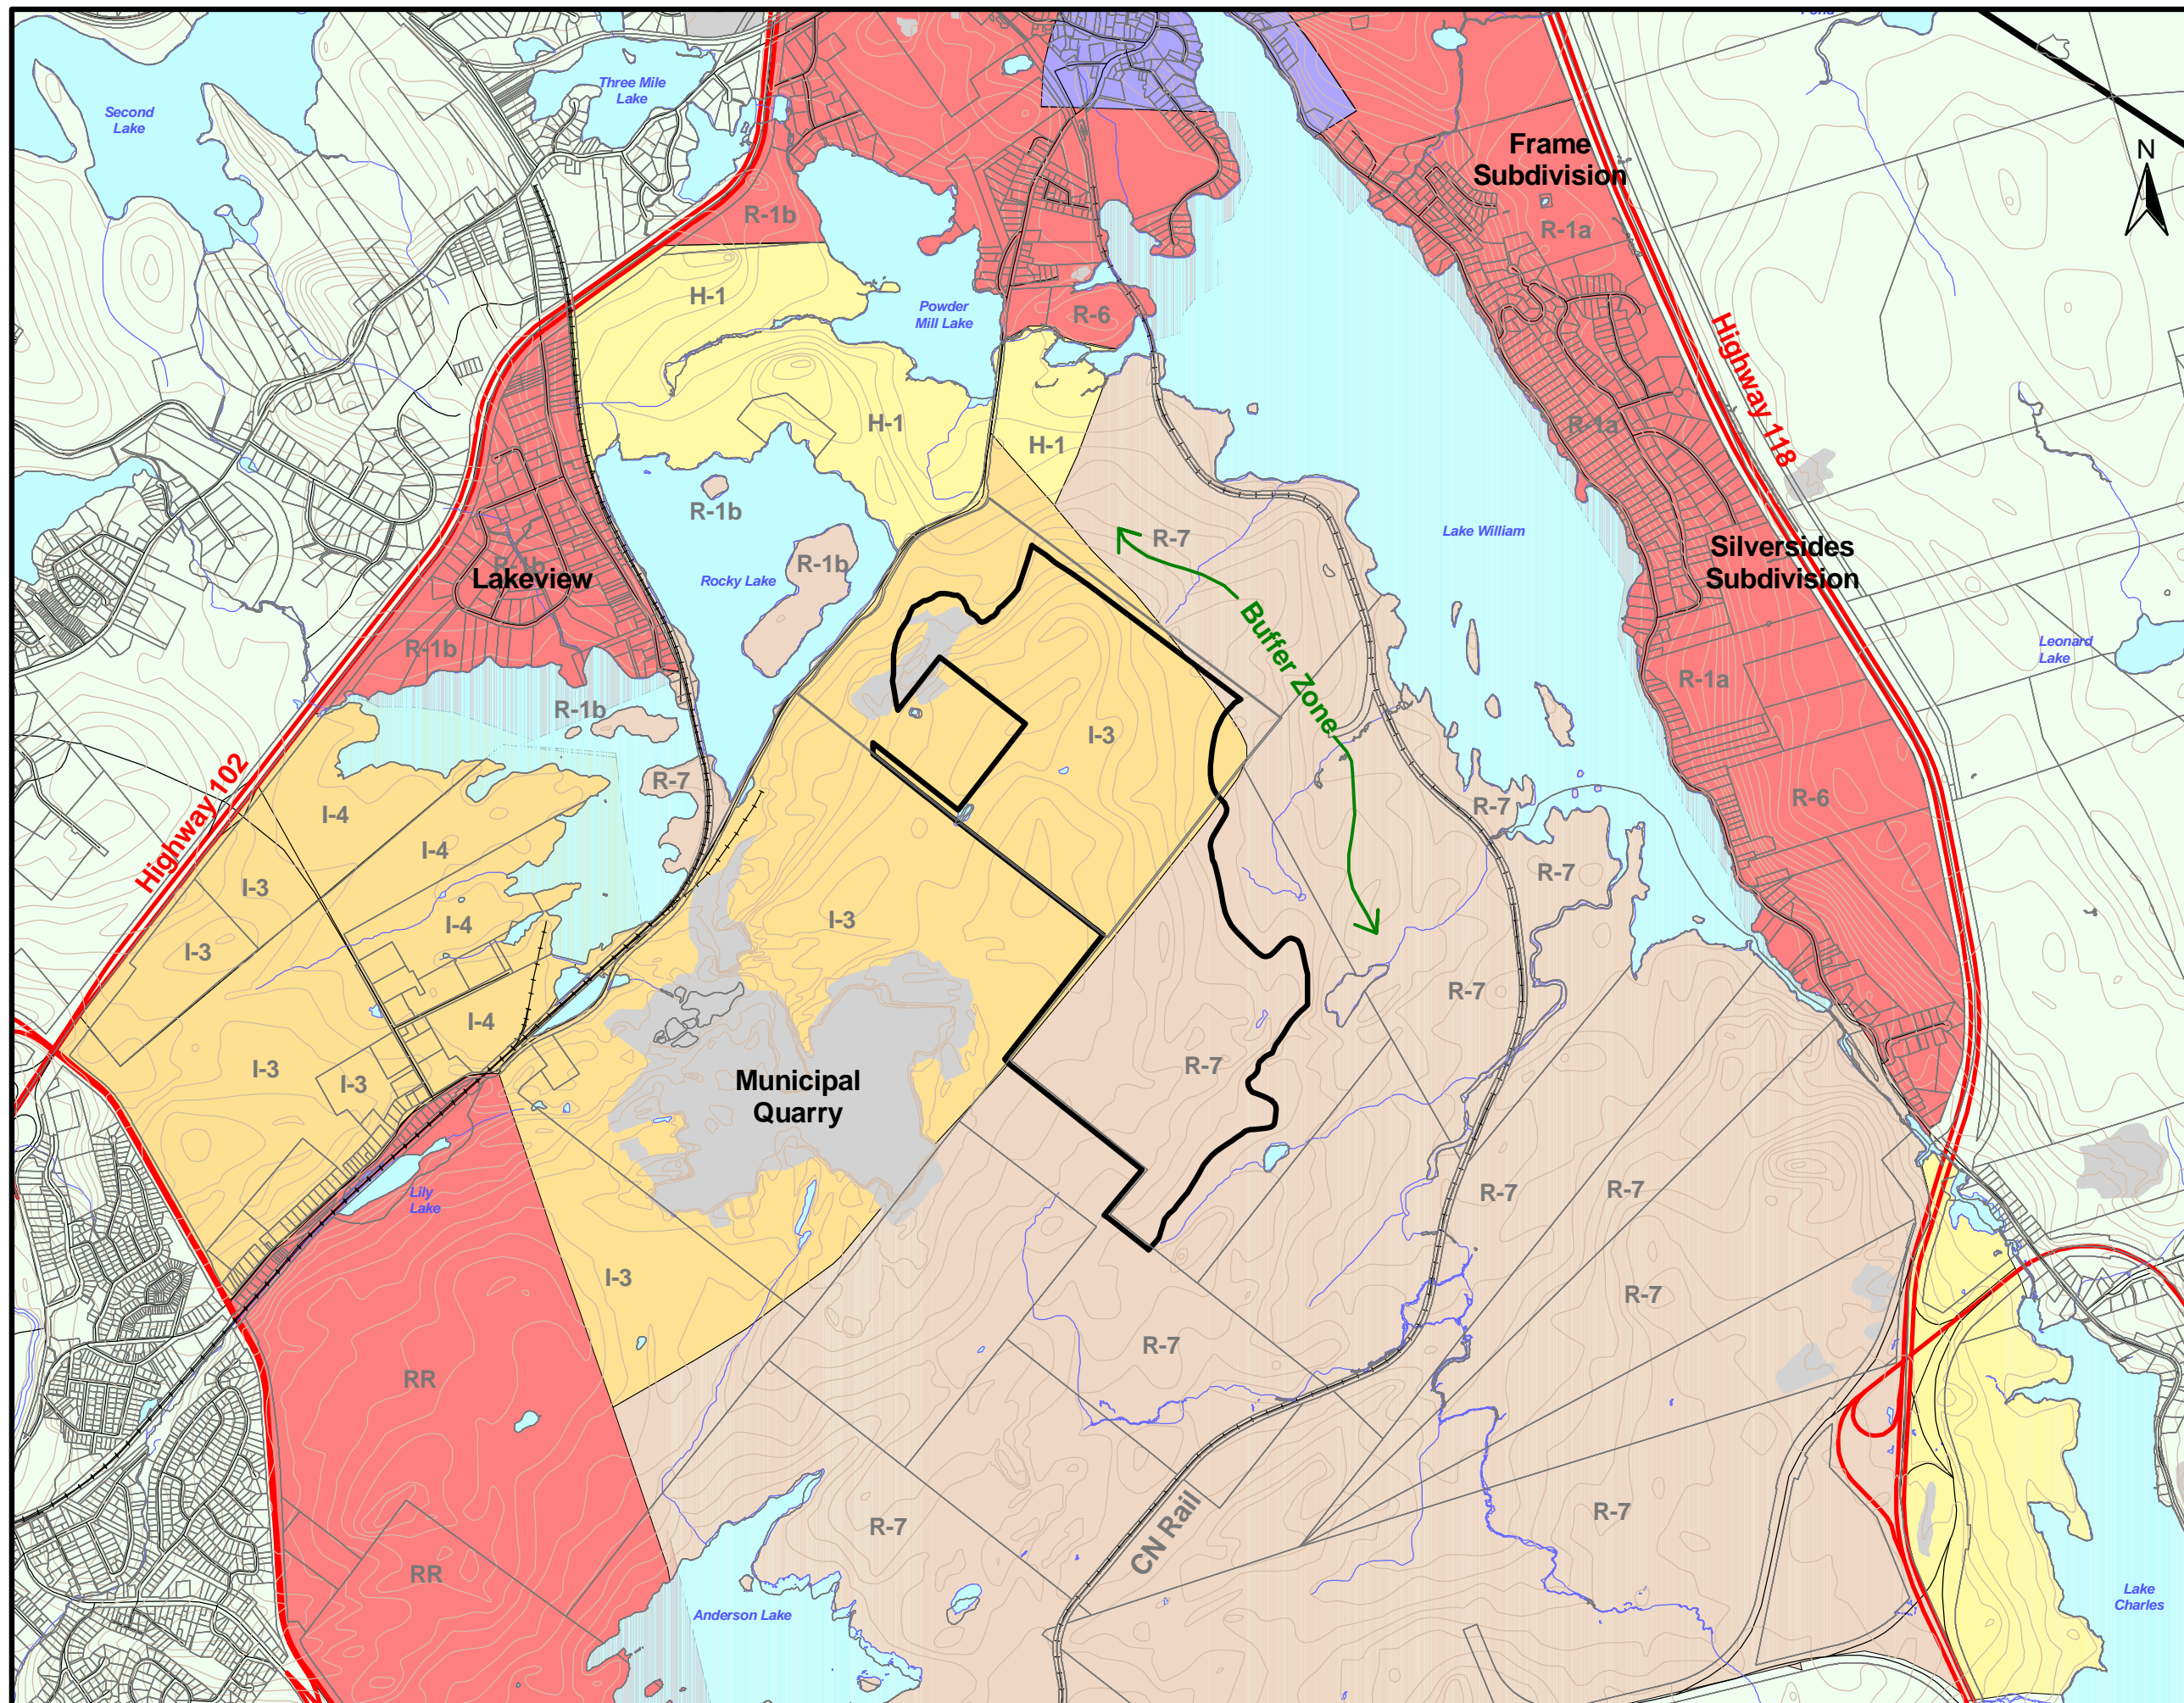 Pond
Second
Lake
Three Mile
Lake
Frame
Subdivision
N
R-1b
R-1a
H-1
Powder
Mill Lake
R-6
Highway 118
H-1
R-1a
H-1
R-1b
R-7
Lake William
Silversides
Subdivision
R-1b
Lakeview
R-1b
Rocky Lake
Buffer Zone
Leonard
Lake
R-1b
R-1a
R-1b
I-3
Highway 102
R-7
R-6
R-7
I-4
I-4
R-7
I-3
I-4
I-3
I-3
R-7
I-4
I-3
I-3
R-7
Municipal
Quarry
Lily
Lake
R-7
R-7
I-3
R-7
R-7
RR
R-7
R-7
CN Rail
RR
Anderson Lake
Lake
Charles